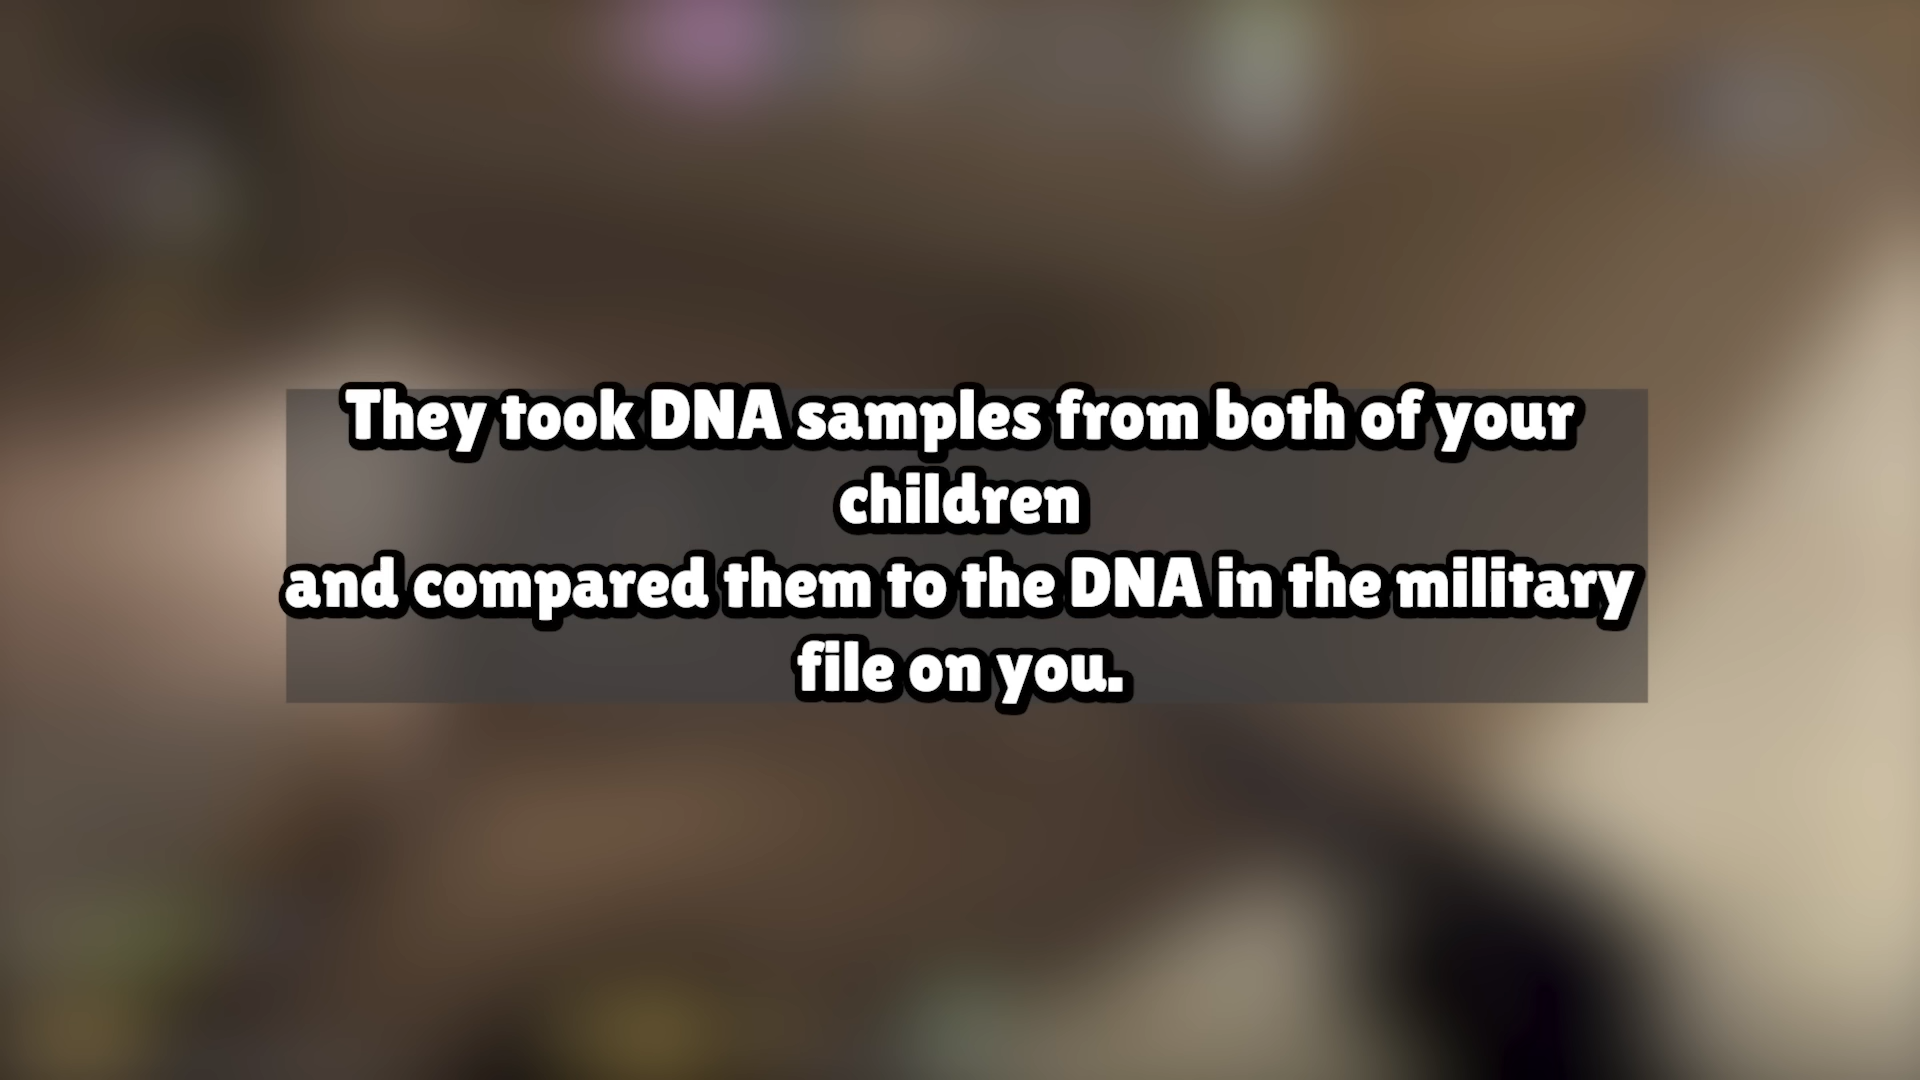 They took DNA samples from both of your
children
and compared them to the DNA in the military
file on you.